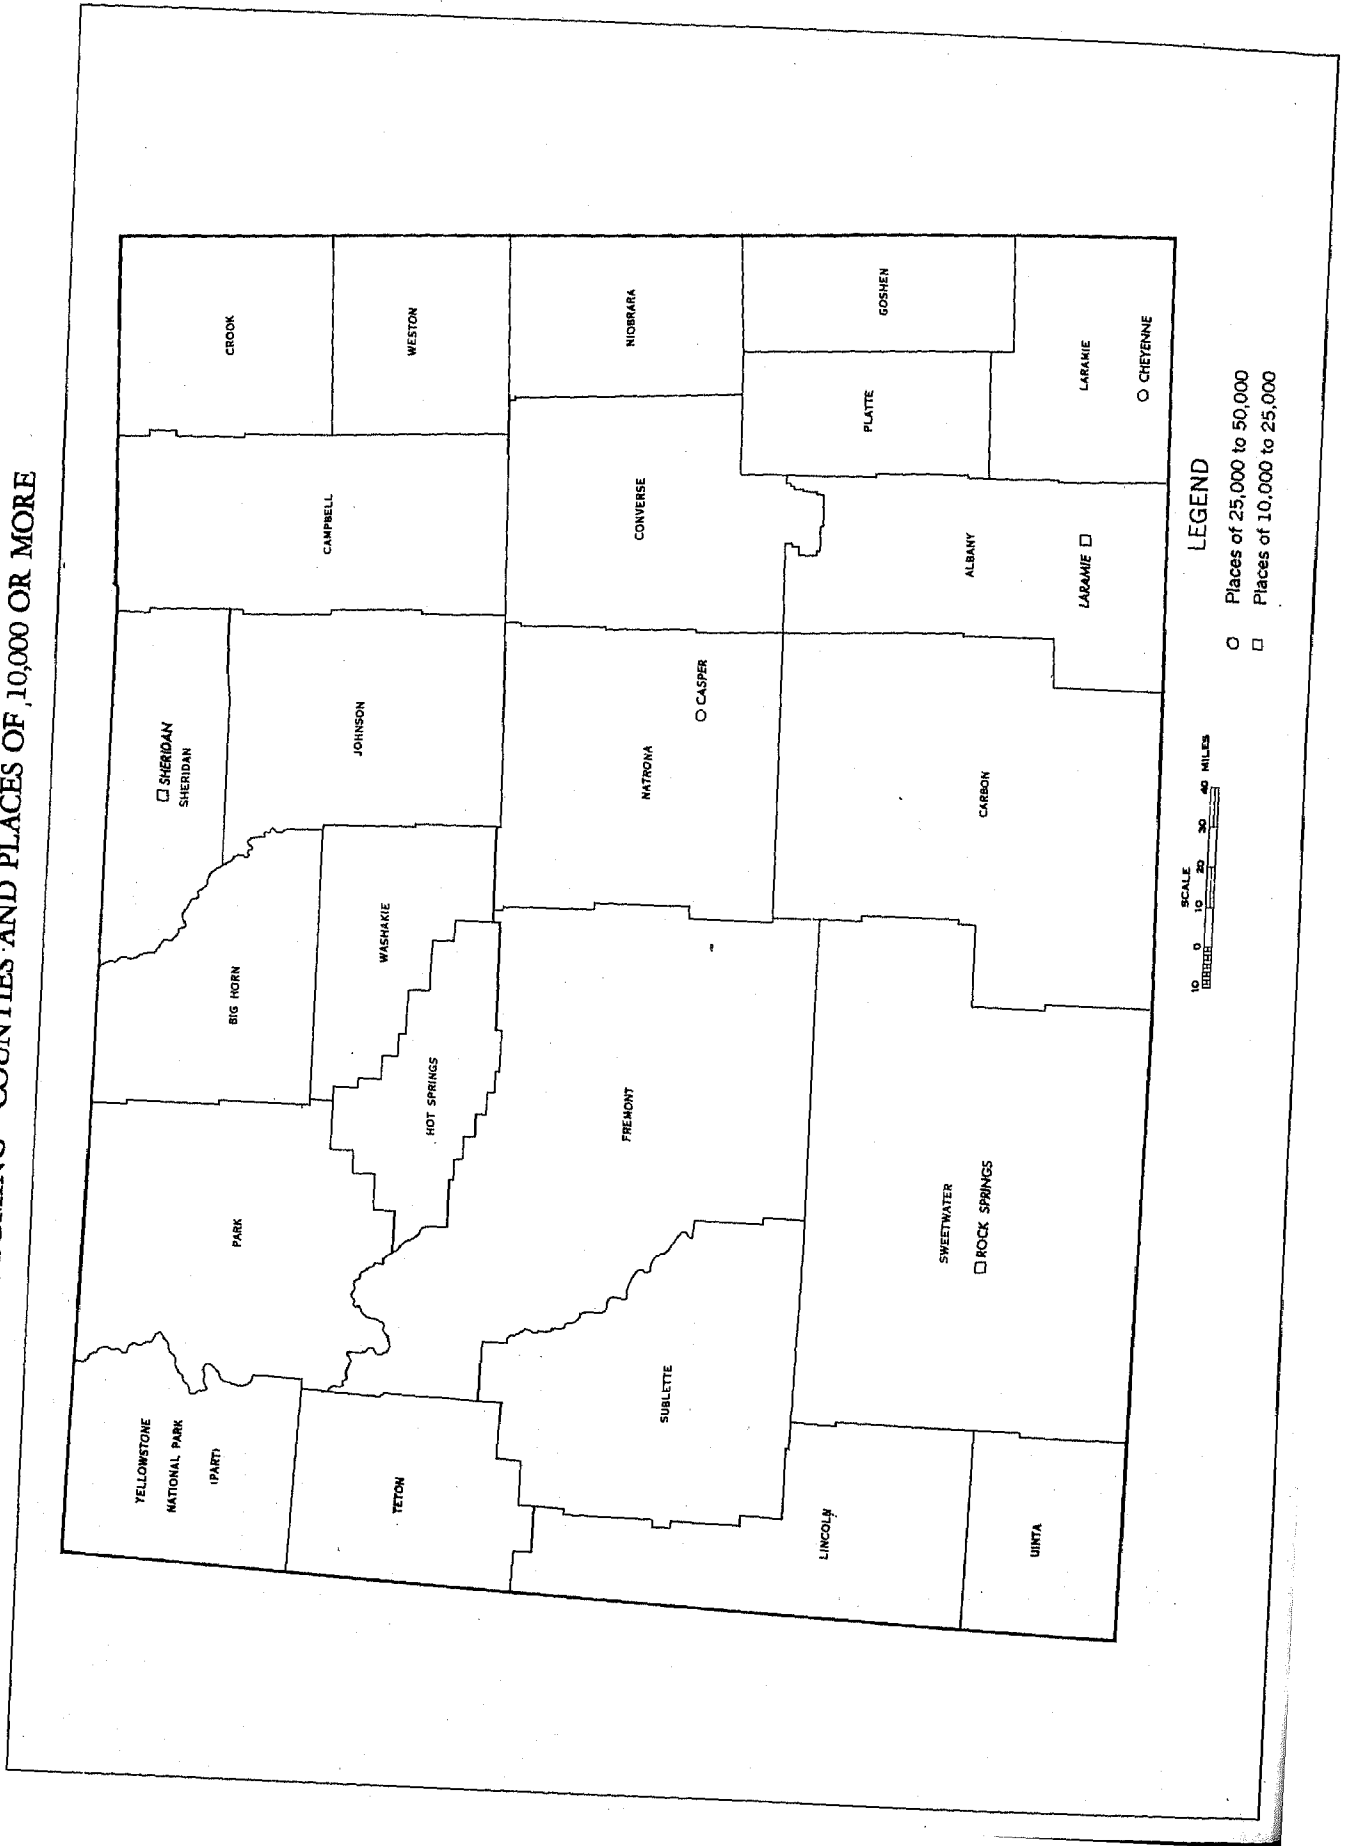 COUNTIES AND PLACES OF 10,000 OR MORE
YELLOWSTONE
NATIONAL PARK
(PART)
PARK
BIG HORN
SHERIDAN
SHERIDAN
CAMPBELL
CROOK
TETON
HOT SPRINGS
WASHAKIE
JOHNSON
WESTON
SUBLETTE
FREMONT
NATRONA
CASPER
CONVERSE
NIOBRARA
LINCOLN
UINTA
SWEETWATER
ROCK SPRINGS
CARBON
ALBANY
LARAMIE
PLATTE
GOSHEN
LARAMIE
CHEYENNE
SCALE
10 0 10 20 30 40 MILES
LEGEND
Places of 25,000 to 50,000
Places of 10,000 to 25,000